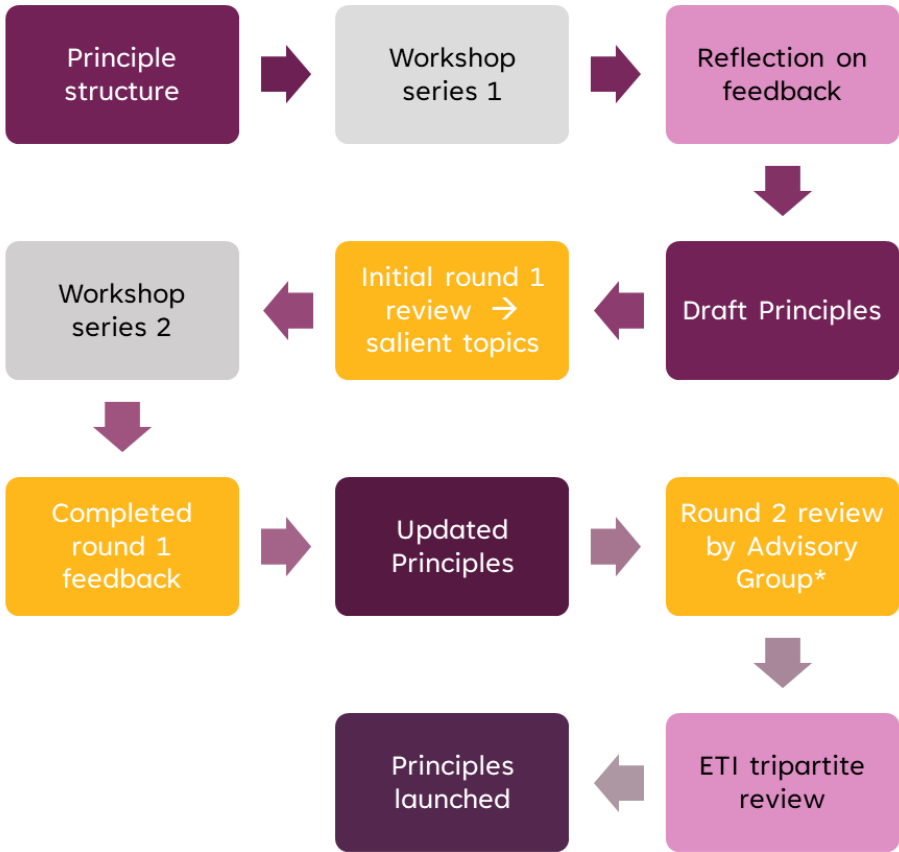 Principle
structure
Workshop
series 1
Reflection on
feedback
Draft Principles
Initial round 1
review →
salient topics
Workshop
series 2
Completed
round 1
feedback
Updated
Principles
Round 2 review
by Advisory
Group*
ETI tripartite
review
Principles
launched